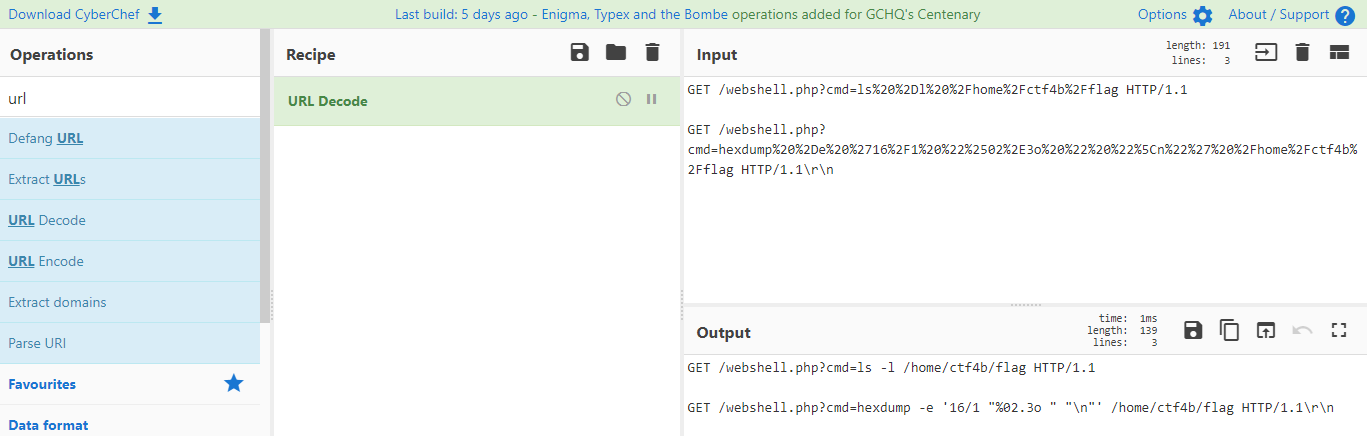 Download CyberChef
Last build: 5 days ago - Enigma, Typex and the Bombe operations added for GCHQ's Centenary
Options
About / Support
Operations
url
Defang URL
Extract URLs
URL Decode
URL Encode
Extract domains
Parse URI
Favourites
Data format
Recipe
URL Decode
Input
length: 191
lines: 3
GET /webshell.php?cmd=ls%20%2Dl%20%2Fhome%2Fctf4b%2Fflag HTTP/1.1
GET /webshell.php?
cmd=hexdump%20%2De%20%2716%2F1%20%22%2502%2E3o%20%22%20%22%5Cn%22%27%20%2Fhome%2Fctf4b%
2Fflag HTTP/1.1\r\n
Output
time: 1ms
length: 139
lines: 3
GET /webshell.php?cmd=ls -l /home/ctf4b/flag HTTP/1.1
GET /webshell.php?cmd=hexdump -e '16/1 "%02.3o " "\n"' /home/ctf4b/flag HTTP/1.1\r\n